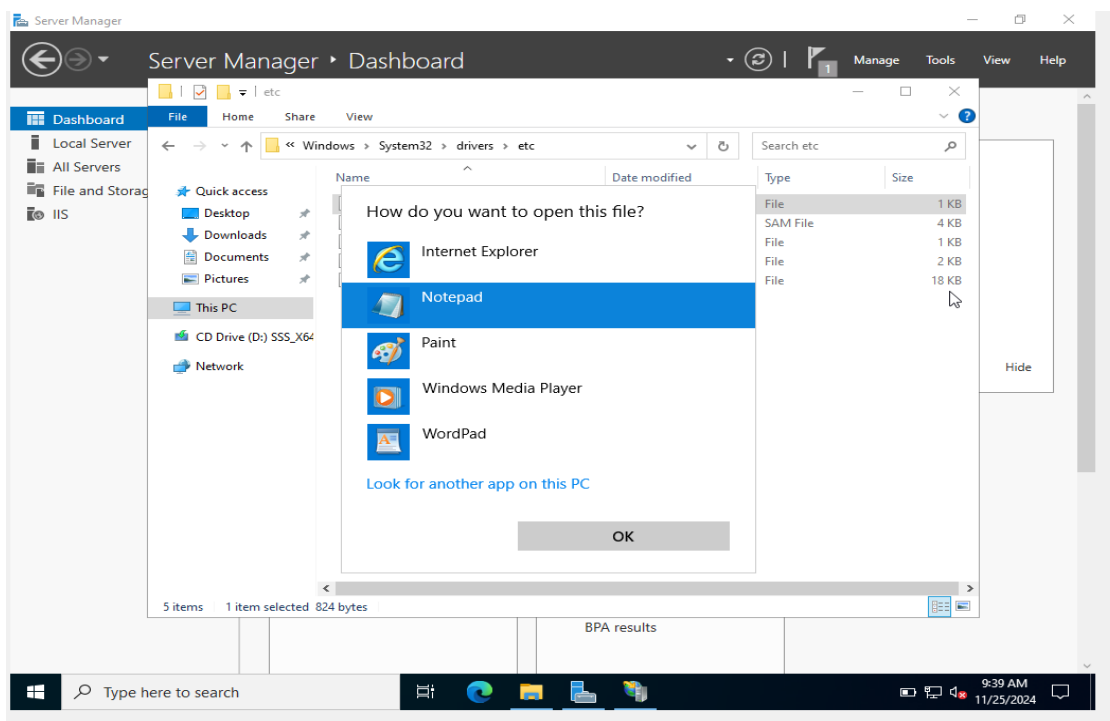 Server Manager
Server Manager • Dashboard
1
Manage Tools View Help
etc
File Home Share View
« Windows › System32 › drivers › etc
Search etc
Dashboard
Local Server
All Servers
File and Storag
IIS
Quick access
Desktop
Downloads
Documents
Pictures
This PC
CD Drive (D:) SSS_X64
Network
Name Date modified Type Size
File 1 KB
SAM File 4 KB
File 1 KB
File 2 KB
File 18 KB
How do you want to open this file?
Internet Explorer
Notepad
Paint
Windows Media Player
WordPad
Look for another app on this PC
OK
Hide
5 items 1 item selected 824 bytes
BPA results
Type here to search
9:39 AM
11/25/2024